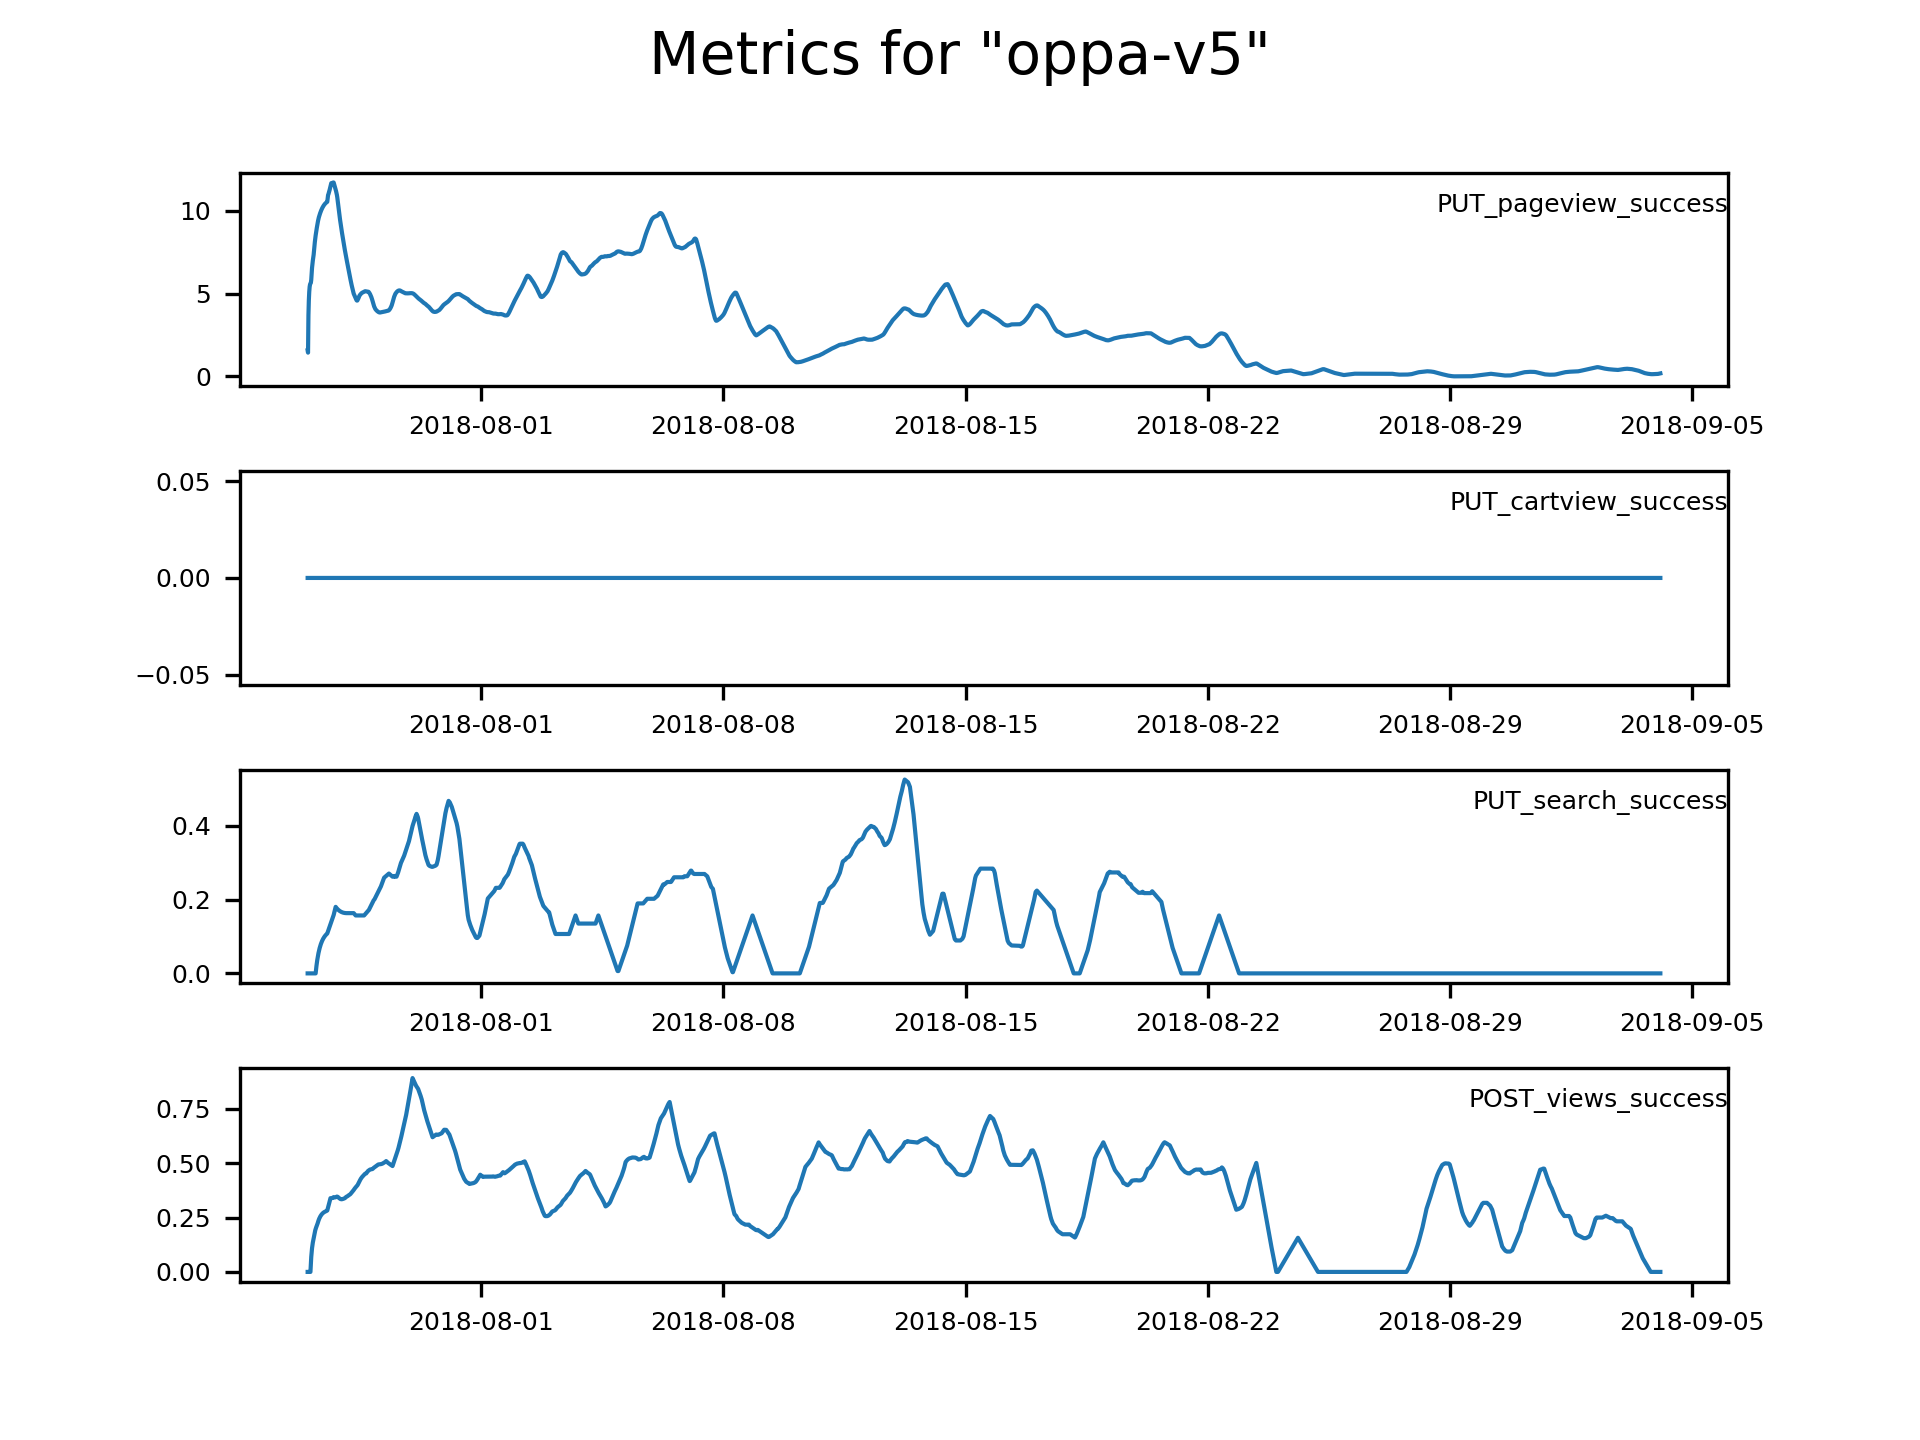 Metrics for "oppa-v5"
PUT_pageview_success
10
5
0
2018-08-01 2018-08-08 2018-08-15 2018-08-22 2018-08-29 2018-09-05
PUT_cartview_success
0.05
0.00
−0.05
2018-08-01 2018-08-08 2018-08-15 2018-08-22 2018-08-29 2018-09-05
PUT_search_success
0.4
0.2
0.0
2018-08-01 2018-08-08 2018-08-15 2018-08-22 2018-08-29 2018-09-05
POST_views_success
0.75
0.50
0.25
0.00
2018-08-01 2018-08-08 2018-08-15 2018-08-22 2018-08-29 2018-09-05